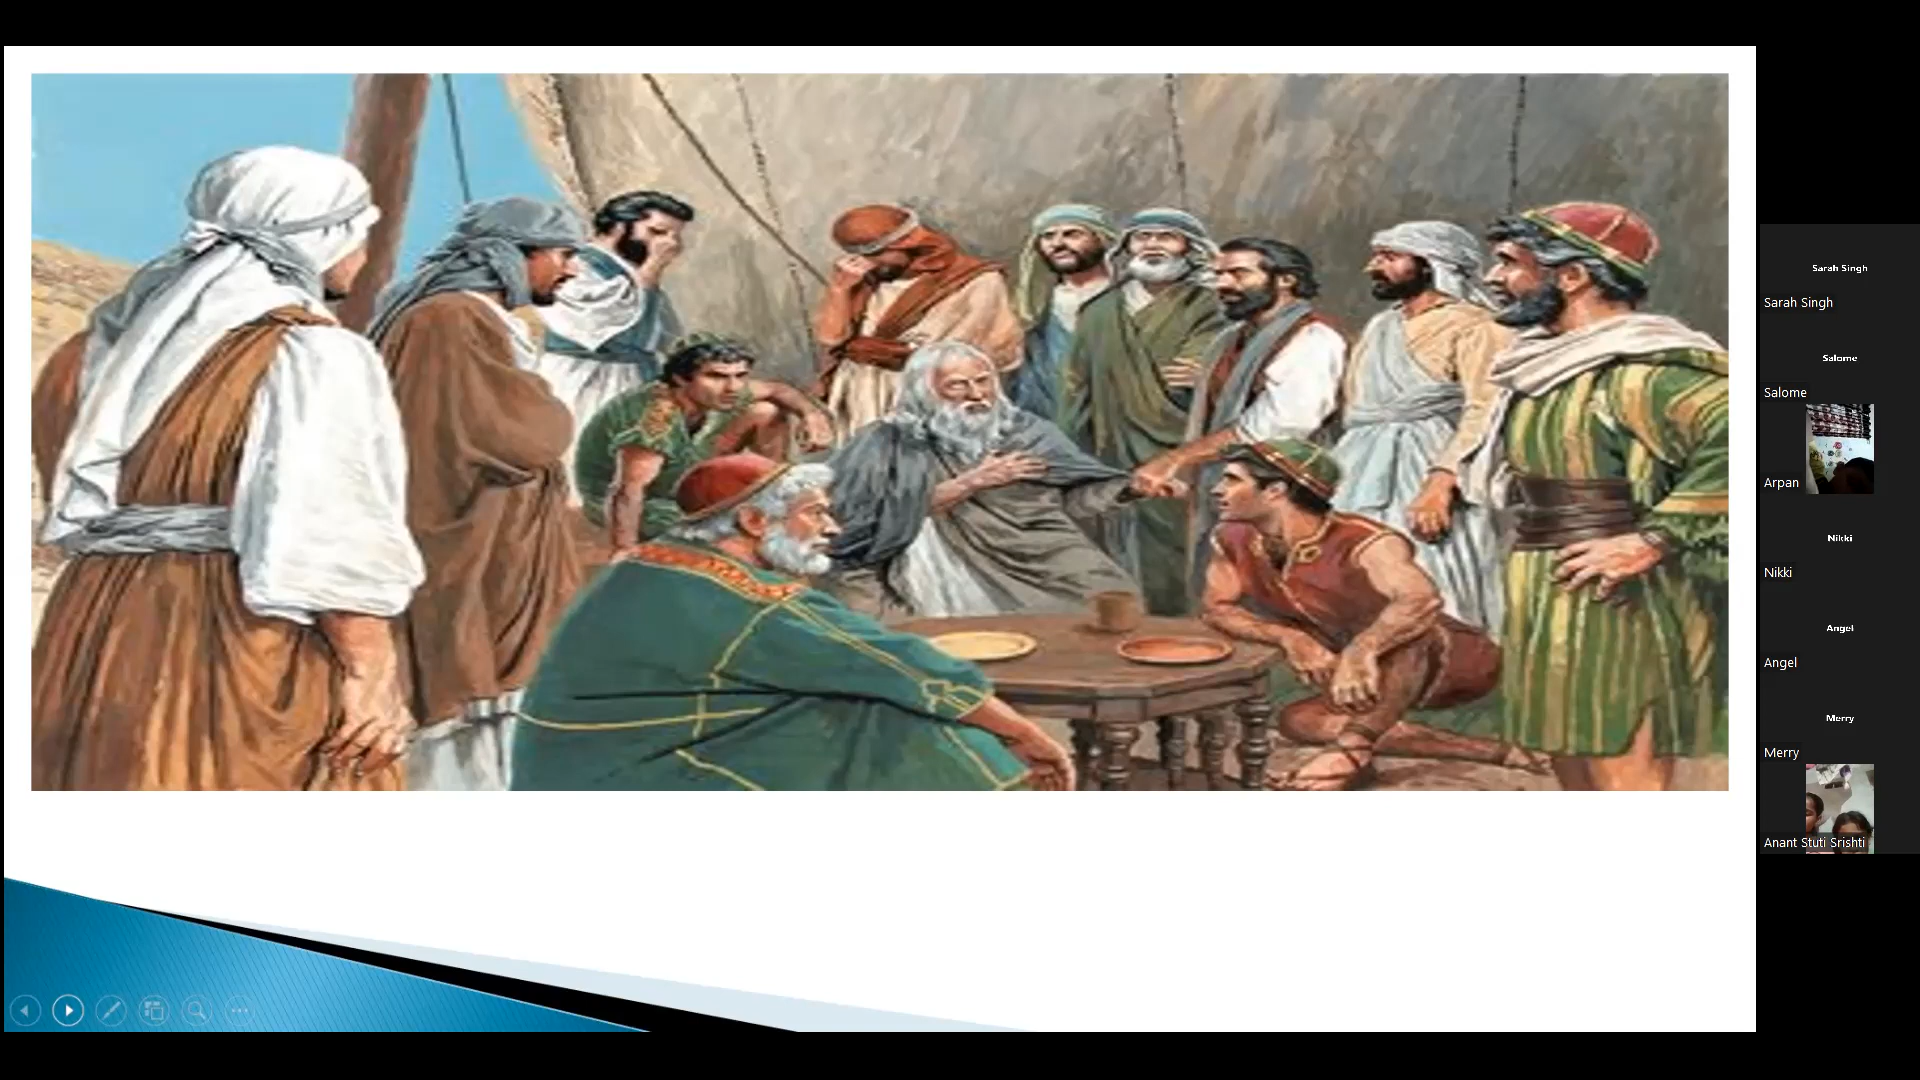 Sarah Singh
Sarah Singh
Salome
Salome
Arpan
Nikki
Nikki
Angel
Angel
Merry
Merry
Anant Stuti Srishti